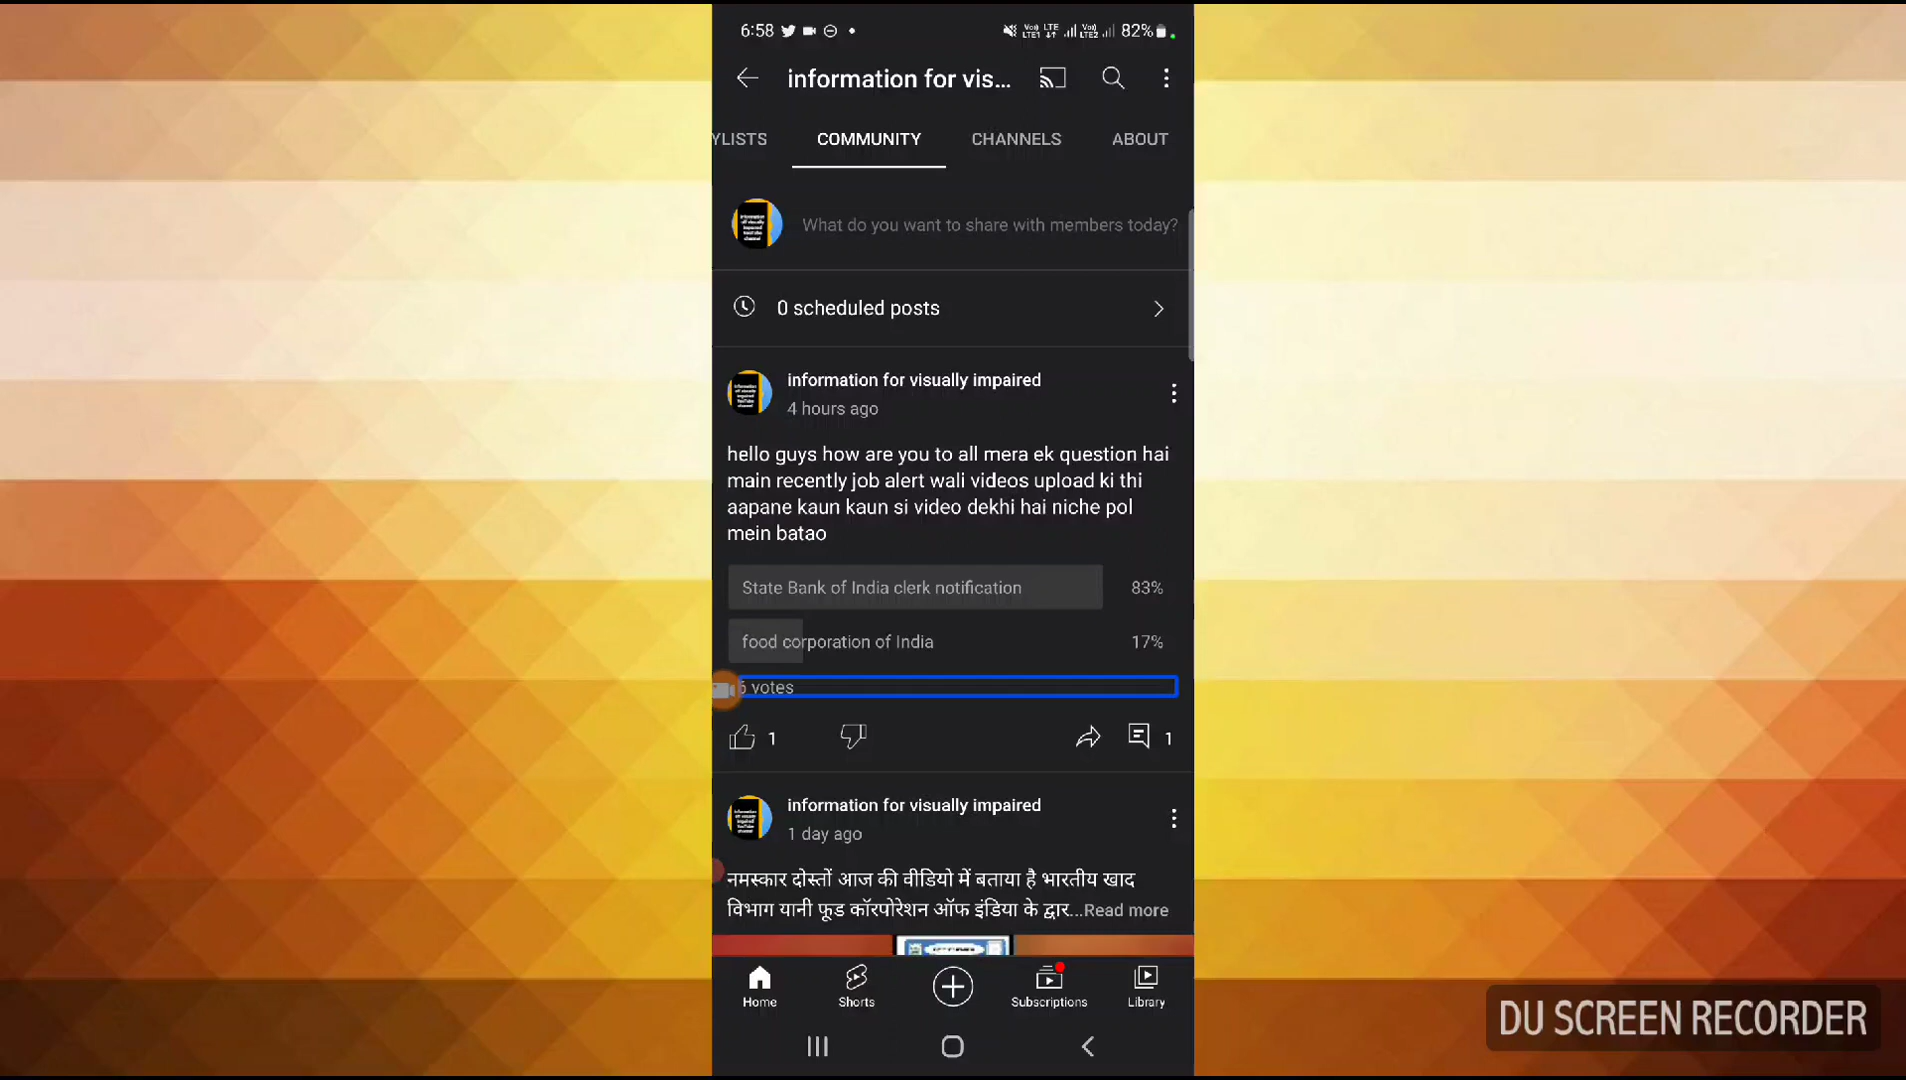 6:58
82%
information for vis...
YLISTS COMMUNITY CHANNELS ABOUT
What do you want to share with members today?
0 scheduled posts
information for visually impaired
4 hours ago
hello guys how are you to all mera ek question hai
main recently job alert wali videos upload ki thi
aapane kaun kaun si video dekhi hai niche pol
mein batao
State Bank of India clerk notification 83%
food corporation of India 17%
6 votes
1 1
information for visually impaired
1 day ago
नमस्कार दोस्तों आज की वीडियो में बताया है भारतीय खाद
विभाग यानी फूड कॉरपोरेशन ऑफ इंडिया के द्वार...Read more
Home Shorts Subscriptions Library
DU SCREEN RECORDER